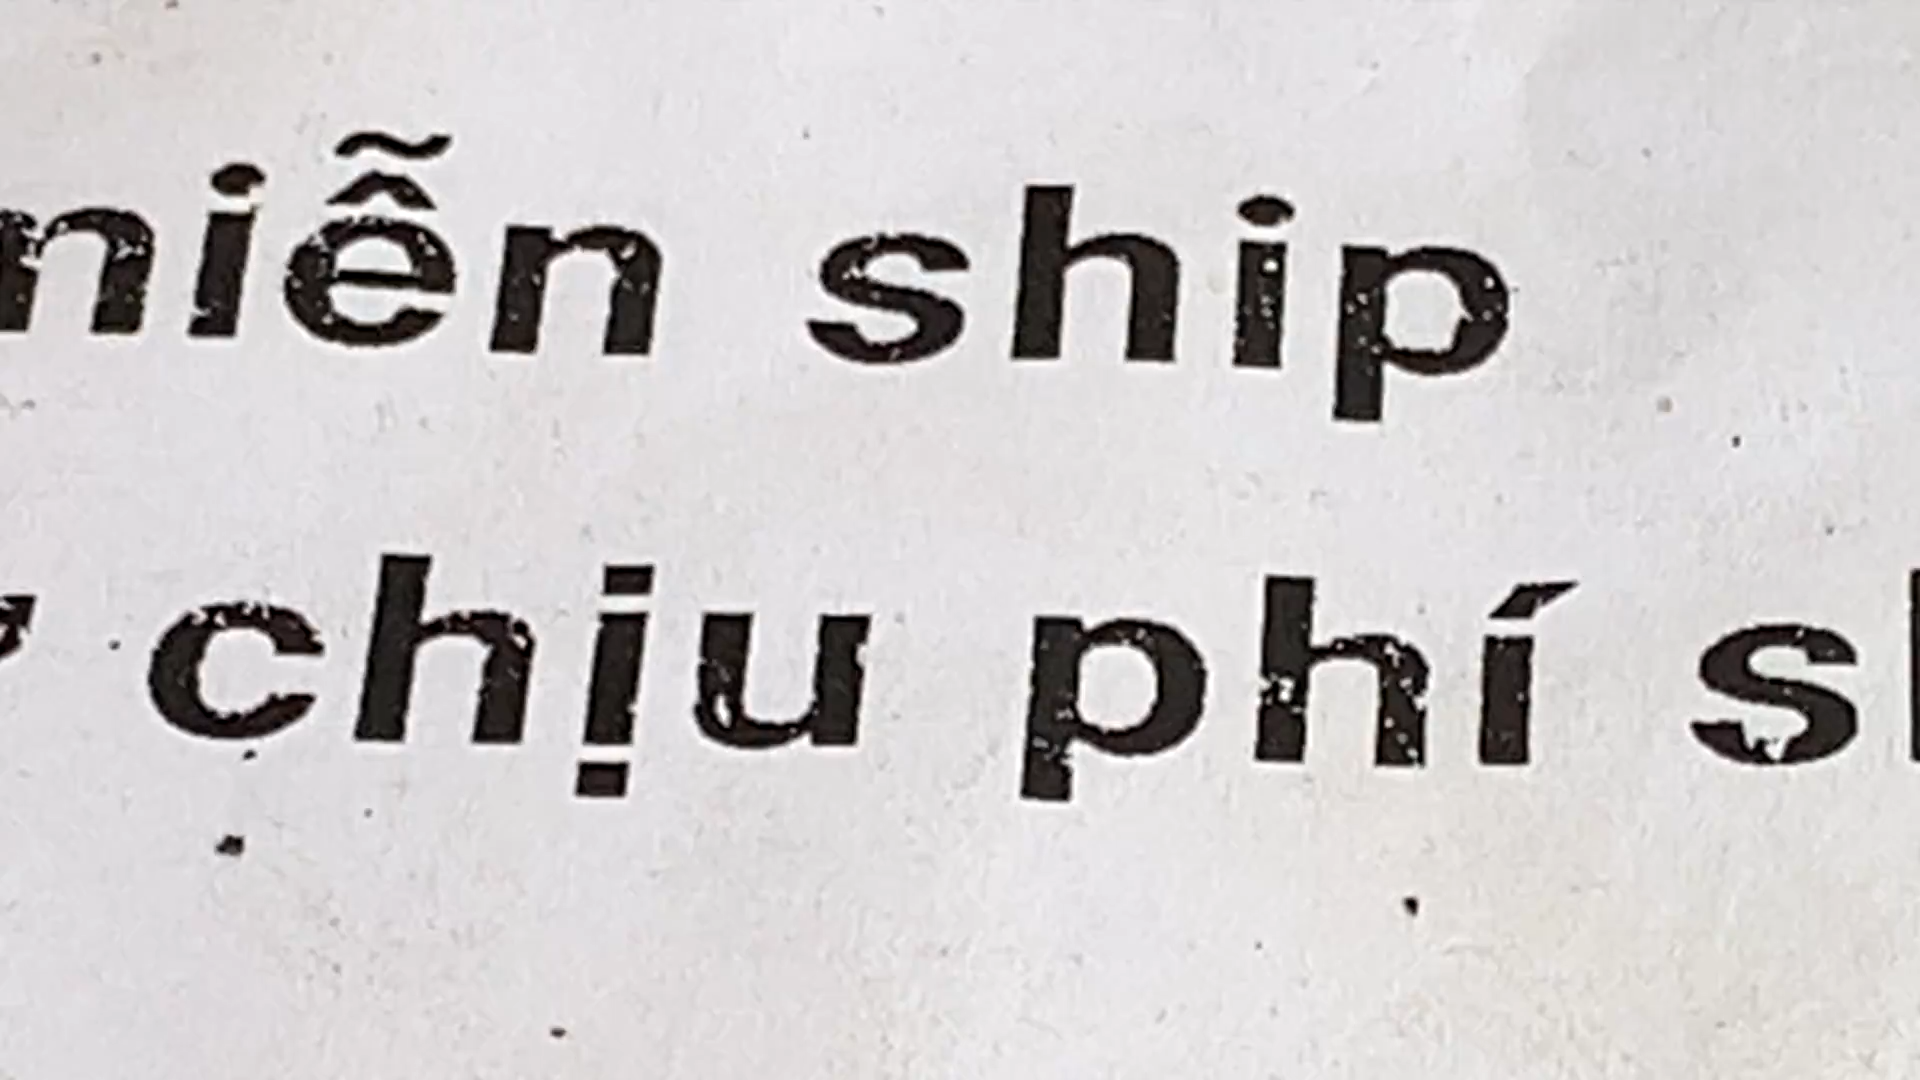 miễn ship
chịu phí